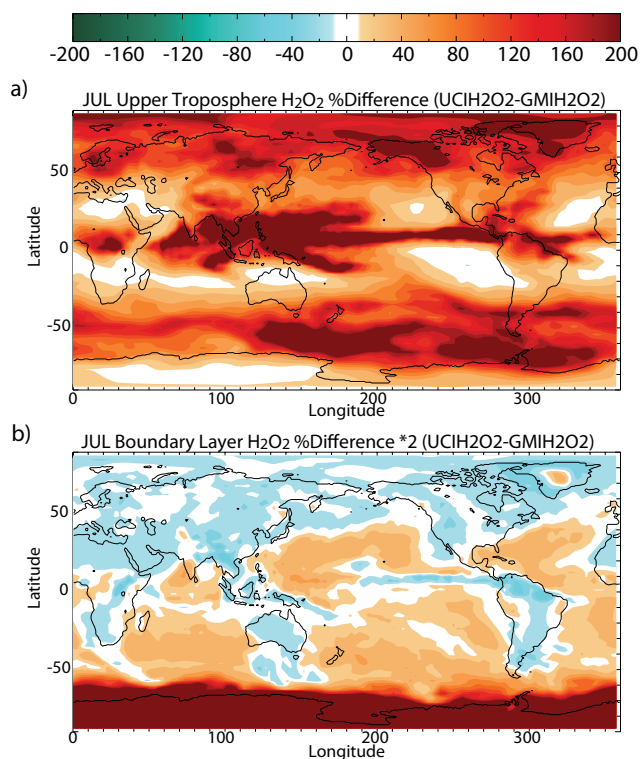 -200 -160 -120 -80 -40 0 40 80 120 160 200
a)
JUL Upper Troposphere H₂O₂ %Difference (UCIH2O2-GMIH2O2)
50
0
-50
Latitude
0 100 200 300
Longitude
b)
JUL Boundary Layer H₂O₂ %Difference *2 (UCIH2O2-GMIH2O2)
50
0
-50
Latitude
0 100 200 300
Longitude